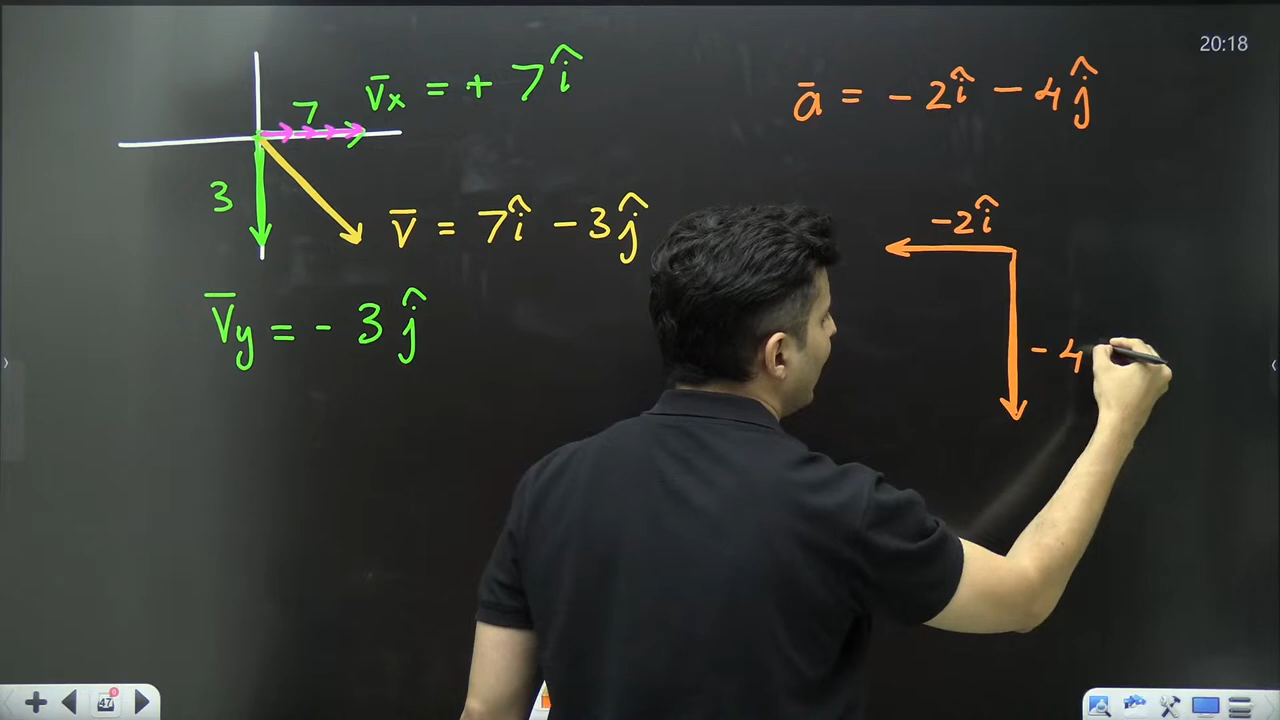 20:18
v̄x = + 7î
7
3
v̄ = 7î - 3ĵ
v̄y = - 3ĵ
ā = - 2î - 4ĵ
-2î
- 4
47